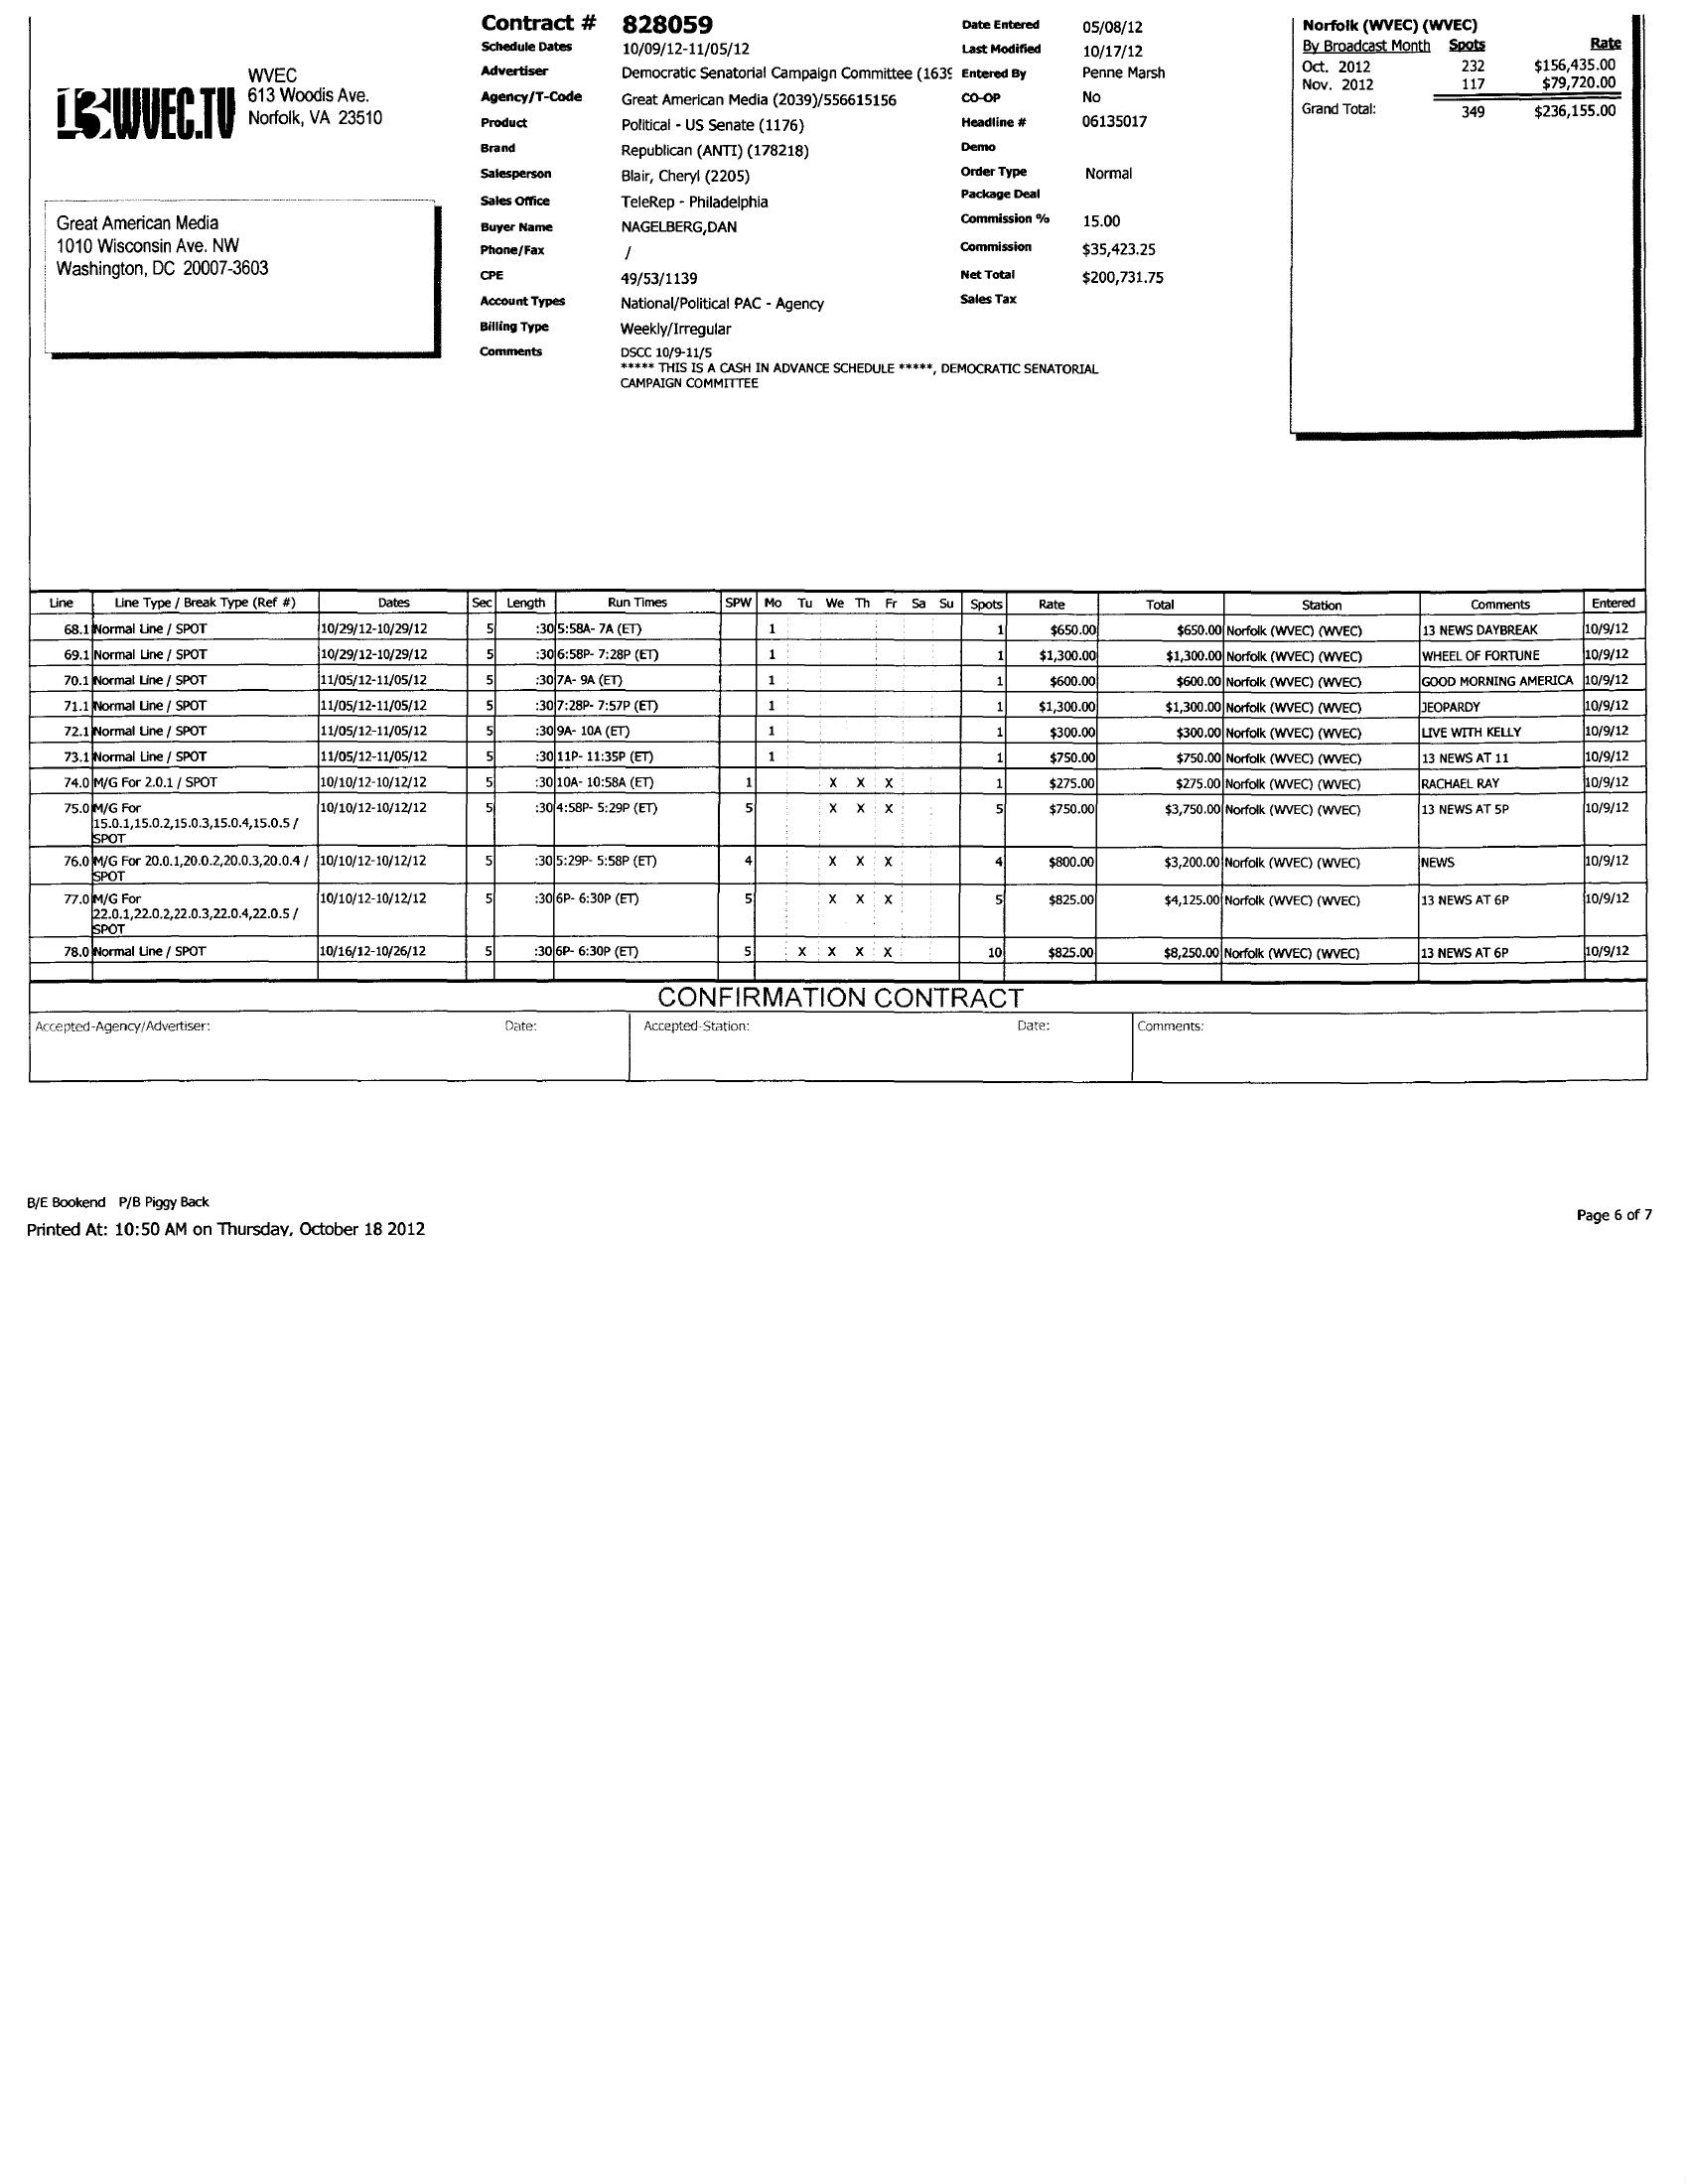 13WVEC.TV
WVEC
613 Woodis Ave.
Norfolk, VA 23510
Great American Media
1010 Wisconsin Ave. NW
Washington, DC 20007-3603
Contract # 828059
Schedule Dates 10/09/12-11/05/12
Advertiser Democratic Senatorial Campaign Committee (1639
Agency/T-Code Great American Media (2039)/556615156
Product Political - US Senate (1176)
Brand Republican (ANTI) (178218)
Salesperson Blair, Cheryl (2205)
Sales Office TeleRep - Philadelphia
Buyer Name NAGELBERG,DAN
Phone/Fax /
CPE 49/53/1139
Account Types National/Political PAC - Agency
Billing Type Weekly/Irregular
Comments DSCC 10/9-11/5
***** THIS IS A CASH IN ADVANCE SCHEDULE *****, DEMOCRATIC SENATORIAL
CAMPAIGN COMMITTEE
Date Entered 05/08/12
Last Modified 10/17/12
Entered By Penne Marsh
CO-OP No
Headline # 06135017
Demo
Order Type Normal
Package Deal
Commission % 15.00
Commission $35,423.25
Net Total $200,731.75
Sales Tax
Norfolk (WVEC) (WVEC)
By Broadcast Month Spots Rate
Oct. 2012 232 $156,435.00
Nov. 2012 117 $79,720.00
Grand Total: 349 $236,155.00
Line Line Type / Break Type (Ref #) Dates Sec Length Run Times SPW Mo Tu We Th Fr Sa Su Spots Rate Total Station Comments Entered
68.1 Normal Line / SPOT 10/29/12-10/29/12 5 :30 5:58A- 7A (ET) 1 1 $650.00 $650.00 Norfolk (WVEC) (WVEC) 13 NEWS DAYBREAK 10/9/12
69.1 Normal Line / SPOT 10/29/12-10/29/12 5 :30 6:58P- 7:28P (ET) 1 1 $1,300.00 $1,300.00 Norfolk (WVEC) (WVEC) WHEEL OF FORTUNE 10/9/12
70.1 Normal Line / SPOT 11/05/12-11/05/12 5 :30 7A- 9A (ET) 1 1 $600.00 $600.00 Norfolk (WVEC) (WVEC) GOOD MORNING AMERICA 10/9/12
71.1 Normal Line / SPOT 11/05/12-11/05/12 5 :30 7:28P- 7:57P (ET) 1 1 $1,300.00 $1,300.00 Norfolk (WVEC) (WVEC) JEOPARDY 10/9/12
72.1 Normal Line / SPOT 11/05/12-11/05/12 5 :30 9A- 10A (ET) 1 1 $300.00 $300.00 Norfolk (WVEC) (WVEC) LIVE WITH KELLY 10/9/12
73.1 Normal Line / SPOT 11/05/12-11/05/12 5 :30 11P- 11:35P (ET) 1 1 $750.00 $750.00 Norfolk (WVEC) (WVEC) 13 NEWS AT 11 10/9/12
74.0 M/G For 2.0.1 / SPOT 10/10/12-10/12/12 5 :30 10A- 10:58A (ET) 1 X X X 1 $275.00 $275.00 Norfolk (WVEC) (WVEC) RACHAEL RAY 10/9/12
75.0 M/G For 10/10/12-10/12/12 5 :30 4:58P- 5:29P (ET) 5 X X X 5 $750.00 $3,750.00 Norfolk (WVEC) (WVEC) 13 NEWS AT 5P 10/9/12
15.0.1,15.0.2,15.0.3,15.0.4,15.0.5 /
SPOT
76.0 M/G For 20.0.1,20.0.2,20.0.3,20.0.4 / 10/10/12-10/12/12 5 :30 5:29P- 5:58P (ET) 4 X X X 4 $800.00 $3,200.00 Norfolk (WVEC) (WVEC) NEWS 10/9/12
SPOT
77.0 M/G For 10/10/12-10/12/12 5 :30 6P- 6:30P (ET) 5 X X X 5 $825.00 $4,125.00 Norfolk (WVEC) (WVEC) 13 NEWS AT 6P 10/9/12
22.0.1,22.0.2,22.0.3,22.0.4,22.0.5 /
SPOT
78.0 Normal Line / SPOT 10/16/12-10/26/12 5 :30 6P- 6:30P (ET) 5 X X X X 10 $825.00 $8,250.00 Norfolk (WVEC) (WVEC) 13 NEWS AT 6P 10/9/12
CONFIRMATION CONTRACT
Accepted-Agency/Advertiser: Date: Accepted-Station: Date: Comments:
B/E Bookend P/B Piggy Back
Printed At: 10:50 AM on Thursday, October 18 2012
Page 6 of 7